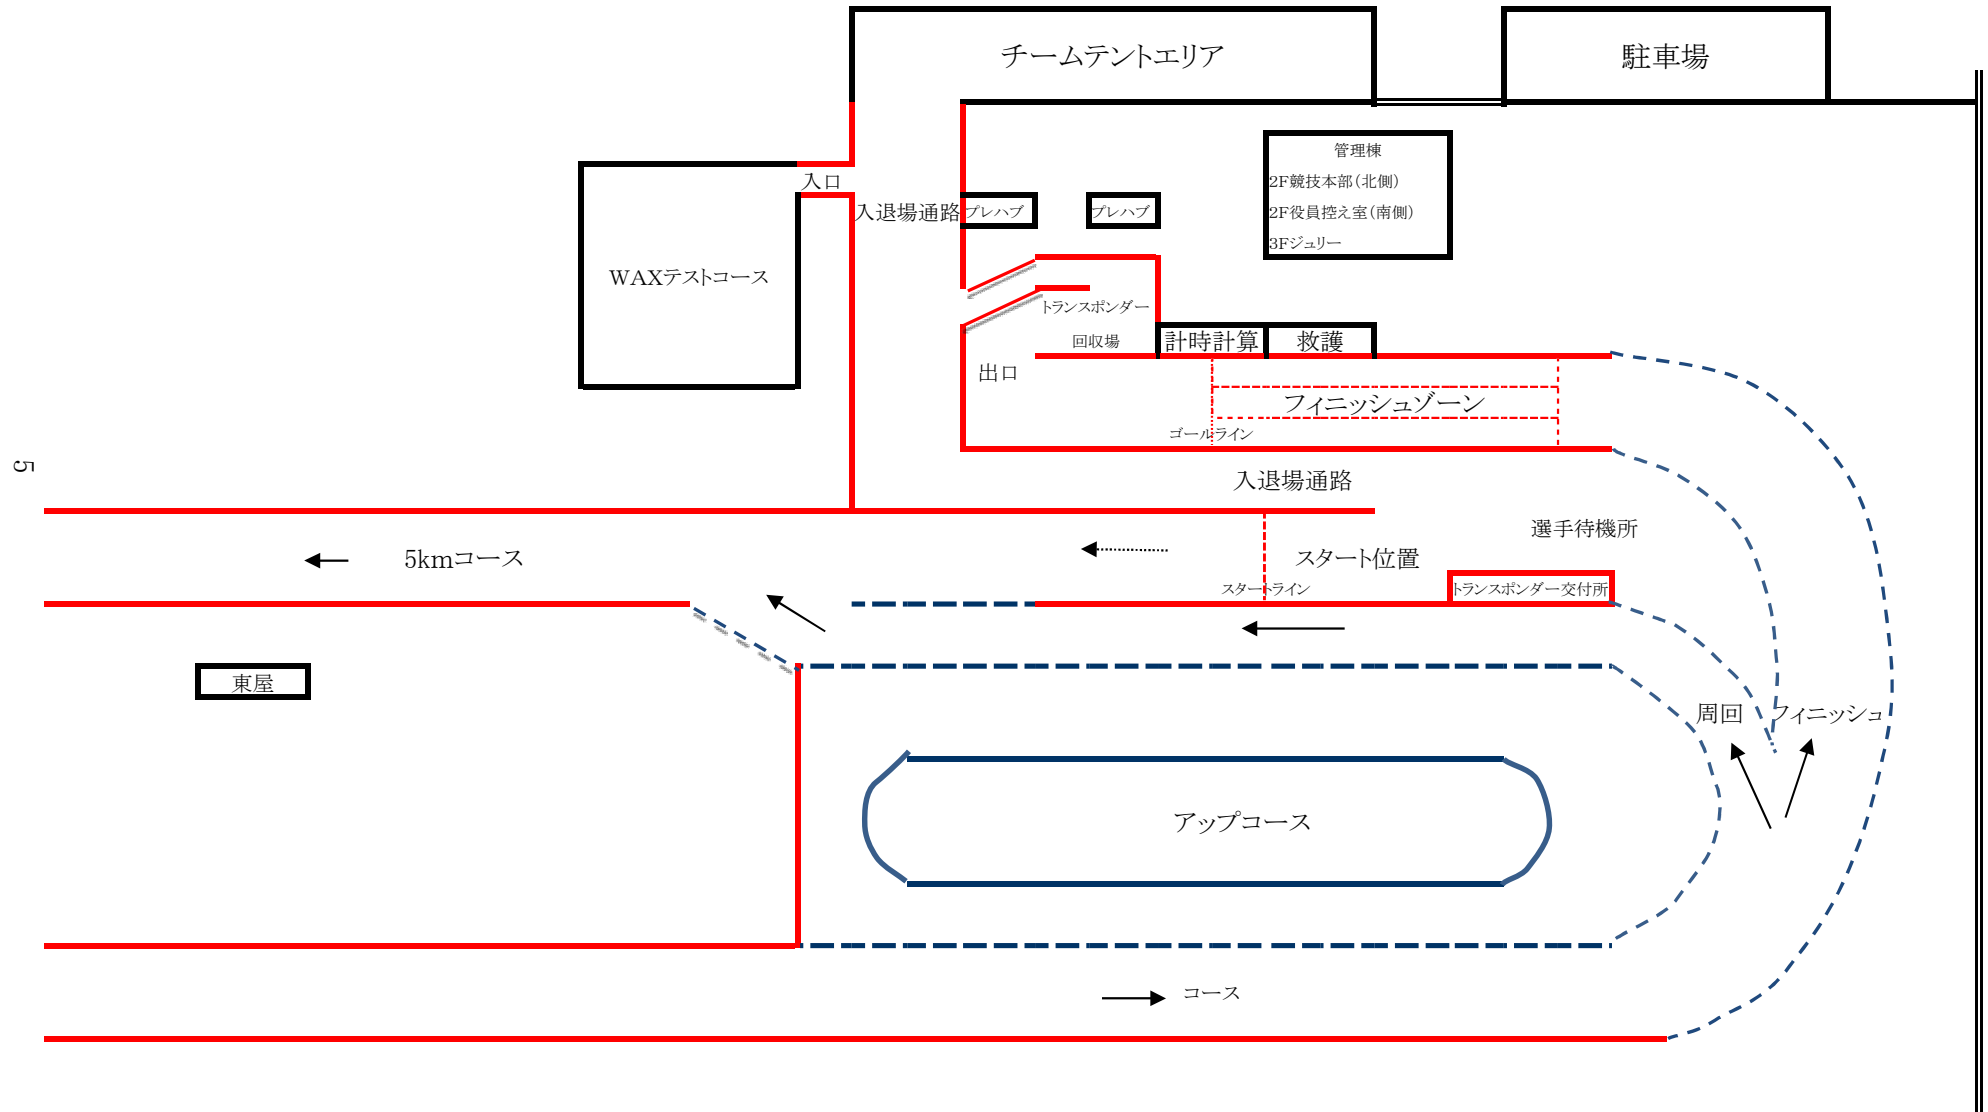 チームテントエリア
駐車場
管理棟
2F競技本部（北側）
2F役員控え室（南側）
3Fジュリー
入口
入退場通路
プレハブ
プレハブ
WAXテストコース
トランスポンダー
回収場
計時計算
救護
出口
フィニッシュゾーン
ゴールライン
5
入退場通路
選手待機所
5kmコース
スタート位置
スタートライン
トランスポンダー交付所
東屋
周回
フィニッシュ
アップコース
コース